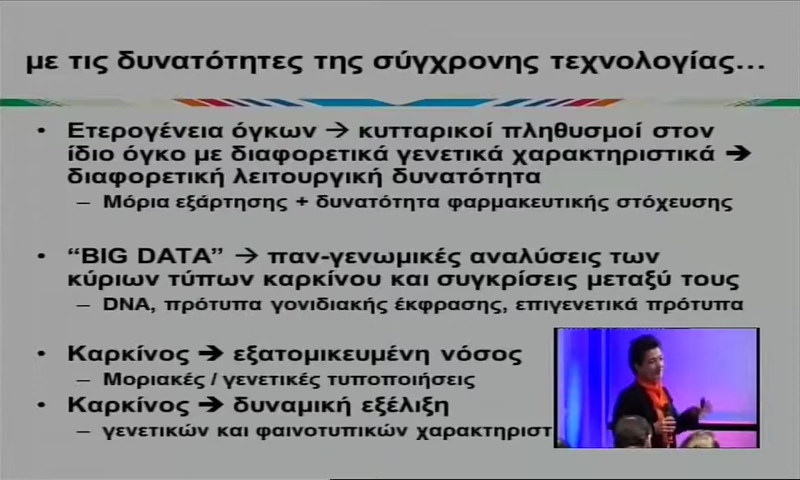 με τις δυνατότητες της σύγχρονης τεχνολογίας...
• Ετερογένεια όγκων → κυτταρικοί πληθυσμοί στον
ίδιο όγκο με διαφορετικά γενετικά χαρακτηριστικά →
διαφορετική λειτουργική δυνατότητα
– Μόρια εξάρτησης + δυνατότητα φαρμακευτικής στόχευσης
• “BIG DATA” → παν-γενωμικές αναλύσεις των
κύριων τύπων καρκίνου και συγκρίσεις μεταξύ τους
– DNA, πρότυπα γονιδιακής έκφρασης, επιγενετικά πρότυπα
• Καρκίνος → εξατομικευμένη νόσος
– Μοριακές / γενετικές τυποποιήσεις
• Καρκίνος → δυναμική εξέλιξη
– γενετικών και φαινοτυπικών χαρακτηριστ